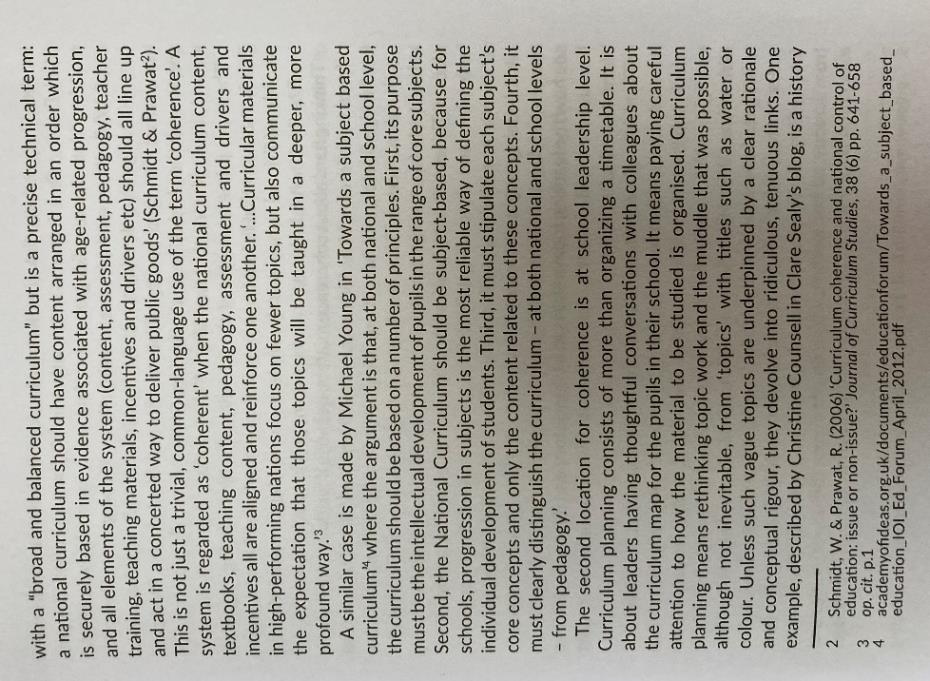 with a "broad and balanced curriculum" but is a precise technical term:
a national curriculum should have content arranged in an order which
is securely based in evidence associated with age-related progression,
and all elements of the system (content, assessment, pedagogy, teacher
training, teaching materials, incentives and drivers etc) should all line up
and act in a concerted way to deliver public goods' (Schmidt & Prawat²).
This is not just a trivial, common-language use of the term 'coherence'. A
system is regarded as 'coherent' when the national curriculum content,
textbooks, teaching content, pedagogy, assessment and drivers and
incentives all are aligned and reinforce one another. '...Curricular materials
in high-performing nations focus on fewer topics, but also communicate
the expectation that those topics will be taught in a deeper, more
profound way.'³
A similar case is made by Michael Young in 'Towards a subject based
curriculum'⁴ where the argument is that, at both national and school level,
the curriculum should be based on a number of principles. First, its purpose
must be the intellectual development of pupils in the range of core subjects.
Second, the National Curriculum should be subject-based, because for
schools, progression in subjects is the most reliable way of defining the
individual development of students. Third, it must stipulate each subject's
core concepts and only the content related to these concepts. Fourth, it
must clearly distinguish the curriculum – at both national and school levels
– from pedagogy.'
The second location for coherence is at school leadership level.
Curriculum planning consists of more than organizing a timetable. It is
about leaders having thoughtful conversations with colleagues about
the curriculum map for the pupils in their school. It means paying careful
attention to how the material to be studied is organised. Curriculum
planning means rethinking topic work and the muddle that was possible,
although not inevitable, from 'topics' with titles such as water or
colour. Unless such vague topics are underpinned by a clear rationale
and conceptual rigour, they devolve into ridiculous, tenuous links. One
example, described by Christine Counsell in Clare Sealy's blog, is a history
2 Schmidt, W. & Prawat, R. (2006) 'Curriculum coherence and national control of
education: issue or non-issue?' Journal of Curriculum Studies, 38 (6) pp. 641-658
3 op. cit. p.1
4 academyofideas.org.uk/documents/educationforum/Towards_a_subject_based_
education_IOI_Ed_Forum_April_2012.pdf